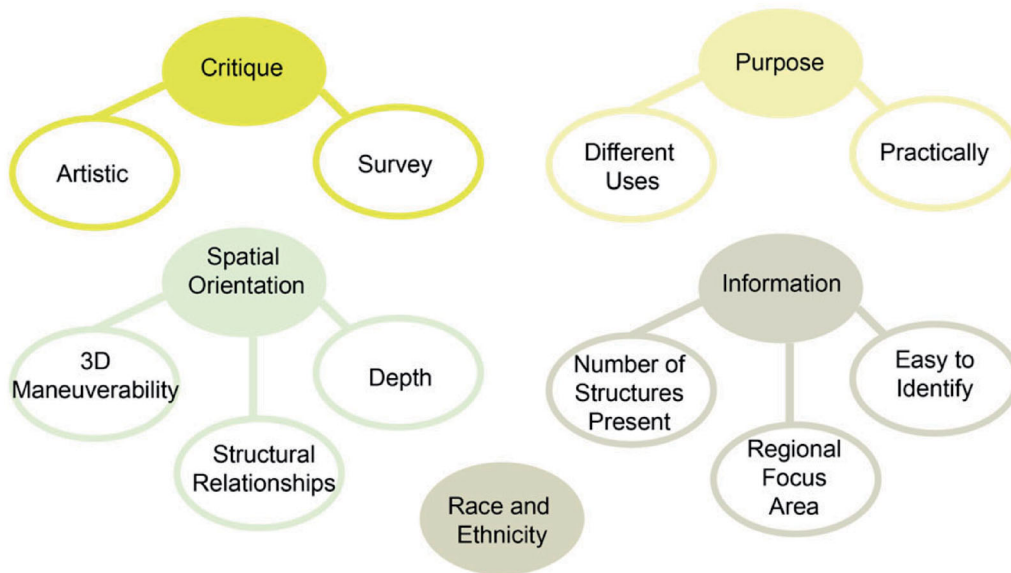 Critique
Artistic
Survey
Purpose
Different
Uses
Practically
Spatial
Orientation
3D
Maneuverability
Structural
Relationships
Depth
Information
Number of
Structures
Present
Regional
Focus
Area
Easy to
Identify
Race and
Ethnicity